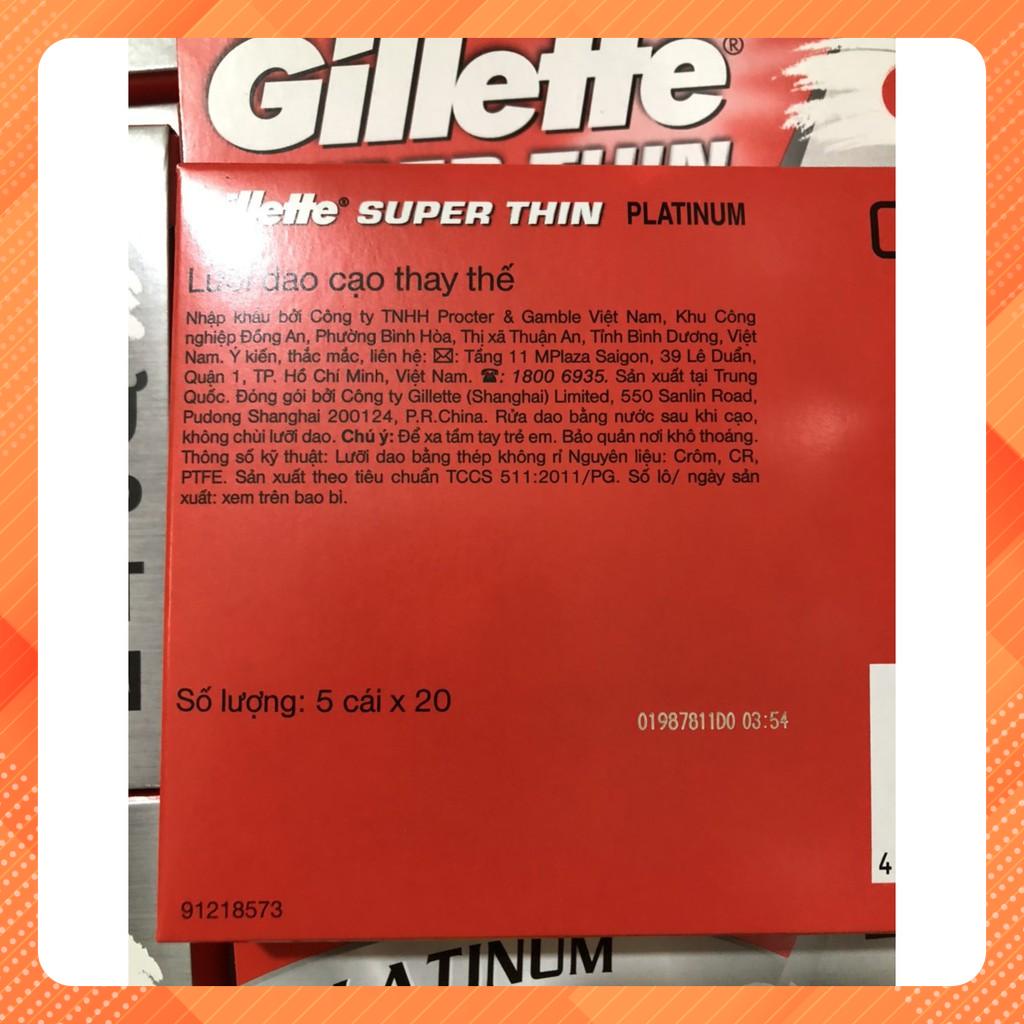 Gillette®
SUPER THIN
Gillette® SUPER THIN PLATINUM
Lưỡi dao cạo thay thế
Nhập khẩu bởi Công ty TNHH Procter & Gamble Việt Nam, Khu Công
nghiệp Đồng An, Phường Bình Hòa, Thị xã Thuận An, Tỉnh Bình Dương, Việt
Nam. Ý kiến, thắc mắc, liên hệ: ✉: Tầng 11 MPlaza Saigon, 39 Lê Duẩn,
Quận 1, TP. Hồ Chí Minh, Việt Nam. ☎: 1800 6935. Sản xuất tại Trung
Quốc. Đóng gói bởi Công ty Gillette (Shanghai) Limited, 550 Sanlin Road,
Pudong Shanghai 200124, P.R.China. Rửa dao bằng nước sau khi cạo,
không chùi lưỡi dao. Chú ý: Để xa tầm tay trẻ em. Bảo quản nơi khô thoáng.
Thông số kỹ thuật: Lưỡi dao bằng thép không rỉ Nguyên liệu: Crôm, CR,
PTFE. Sản xuất theo tiêu chuẩn TCCS 511:2011/PG. Số lô/ ngày sản
xuất: xem trên bao bì.
Số lượng: 5 cái x 20
01987811D0 03:54
4
91218573
PLATINUM